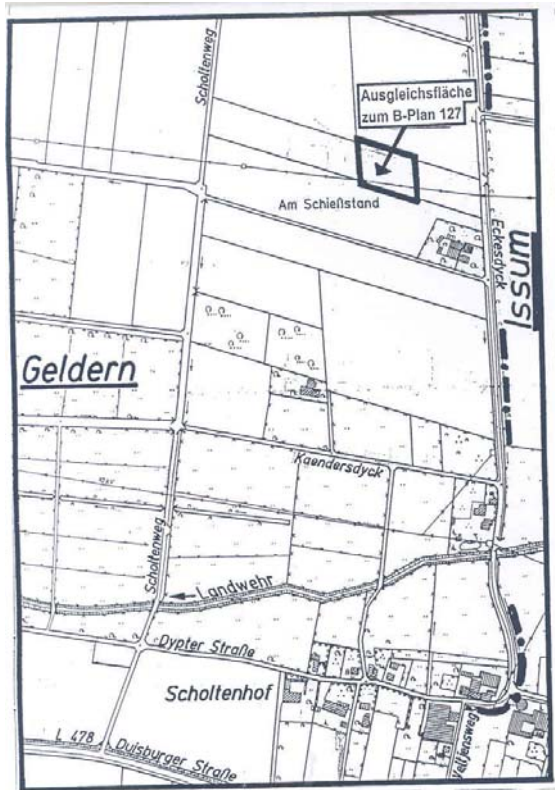 Scholtenweg
Ausgleichsfläche
zum B-Plan 127
Am Schießstand
Eckesdyck
Issum
Geldern
Kaendersdyck
Scholtenweg
Landwehr
Dypter Straße
Scholtenhof
L 478
Duisburger Straße